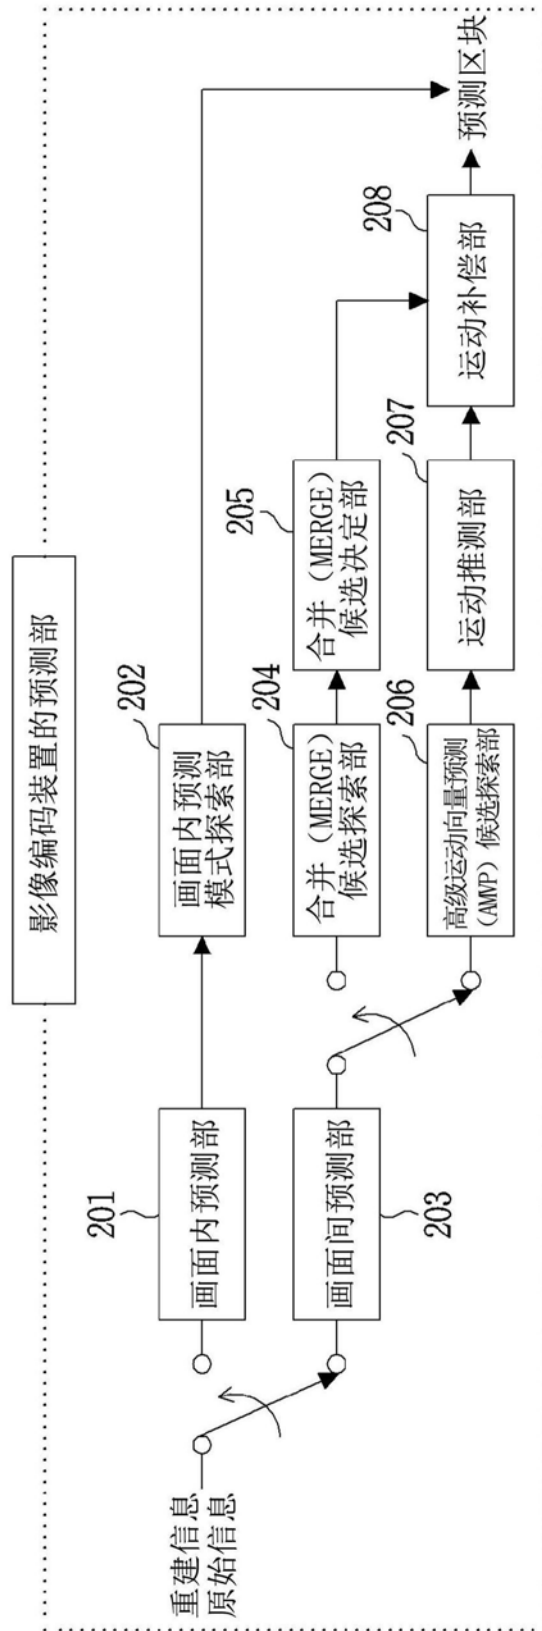 影像编码装置的预测部
重建信息
原始信息
201
画面内预测部
202
画面内预测
模式探索部
203
画面间预测部
204
合并（MERGE）
候选探索部
205
合并（MERGE）
候选决定部
206
高级运动向量预测
（AMVP）候选探索部
207
运动推测部
208
运动补偿部
预测区块